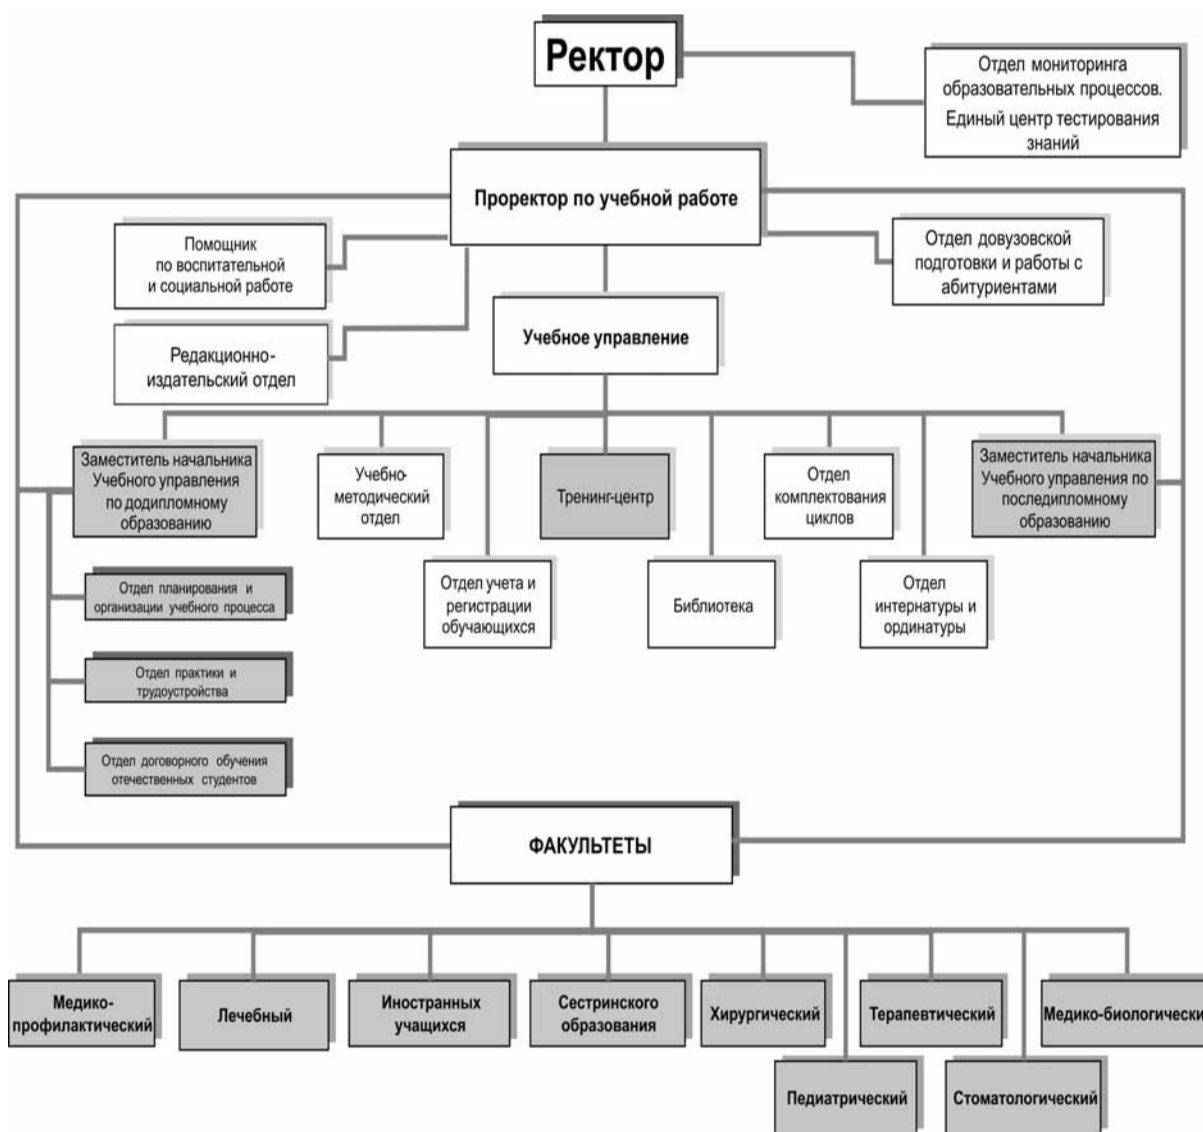 Ректор
Отдел мониторинга
образовательных процессов.
Единый центр тестирования
знаний
Проректор по учебной работе
Помощник
по воспитательной
и социальной работе
Отдел довузовской
подготовки и работы с
абитуриентами
Учебное управление
Редакционно-
издательский отдел
Заместитель начальника
Учебного управления
по додипломному
образованию
Учебно-
методический
отдел
Тренинг-центр
Отдел
комплектования
циклов
Заместитель начальника
Учебного управления по
последипломному
образованию
Отдел учета и
регистрации
обучающихся
Библиотека
Отдел
интернатуры и
ординатуры
Отдел планирования и
организации учебного процесса
Отдел практики и
трудоустройства
Отдел договорного обучения
отечественных студентов
ФАКУЛЬТЕТЫ
Медико-
профилактический
Лечебный
Иностранных
учащихся
Сестринского
образования
Хирургический
Терапевтический
Медико-биологически
Педиатрический
Стоматологический